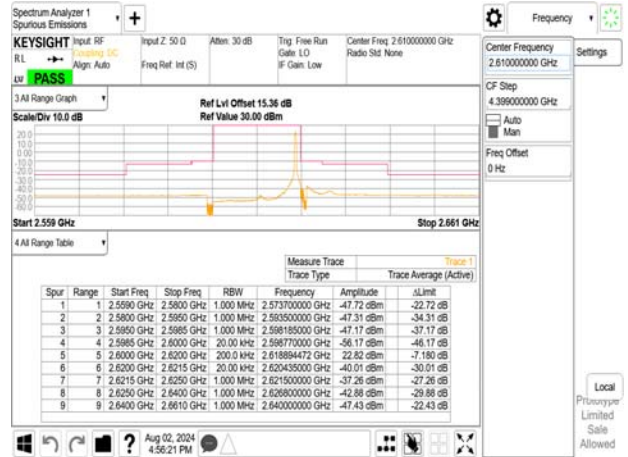 Spectrum Analyzer 1
Spurious Emissions
Frequency
KEYSIGHT
Input: RF
Coupling: DC
Align: Auto
Input Z: 50 Ω
Freq Ref: Int (S)
Atten: 30 dB
Trig: Free Run
Gate: LO
IF Gain: Low
Center Freq: 2.610000000 GHz
Radio Std: None
RL
LXI
PASS
Center Frequency
2.610000000 GHz
Settings
CF Step
4.399000000 GHz
Auto
Man
Freq Offset
0 Hz
3 All Range Graph
Scale/Div 10.0 dB
Ref Lvl Offset 15.36 dB
Ref Value 30.00 dBm
20.0
10.0
0.00
-10.0
-20.0
-30.0
-40.0
-50.0
-60.0
Start 2.559 GHz
Stop 2.661 GHz
4 All Range Table
Measure Trace Trace 1
Trace Type Trace Average (Active)
Spur Range Start Freq Stop Freq RBW Frequency Amplitude ΔLimit
1 1 2.5590 GHz 2.5800 GHz 1.000 MHz 2.573700000 GHz -47.72 dBm -22.72 dB
2 2 2.5800 GHz 2.5950 GHz 1.000 MHz 2.593500000 GHz -47.31 dBm -34.31 dB
3 3 2.5950 GHz 2.5985 GHz 1.000 MHz 2.598185000 GHz -47.17 dBm -37.17 dB
4 4 2.5985 GHz 2.6000 GHz 20.00 kHz 2.598770000 GHz -56.17 dBm -46.17 dB
5 5 2.6000 GHz 2.6200 GHz 200.0 kHz 2.618894472 GHz 22.82 dBm -7.180 dB
6 6 2.6200 GHz 2.6215 GHz 20.00 kHz 2.620435000 GHz -40.01 dBm -30.01 dB
7 7 2.6215 GHz 2.6250 GHz 1.000 MHz 2.621500000 GHz -37.26 dBm -27.26 dB
8 8 2.6250 GHz 2.6400 GHz 1.000 MHz 2.626800000 GHz -42.88 dBm -29.88 dB
9 9 2.6400 GHz 2.6610 GHz 1.000 MHz 2.640000000 GHz -47.43 dBm -22.43 dB
Local
Prototype
Limited
Sale
Allowed
?
Aug 02, 2024
4:56:21 PM